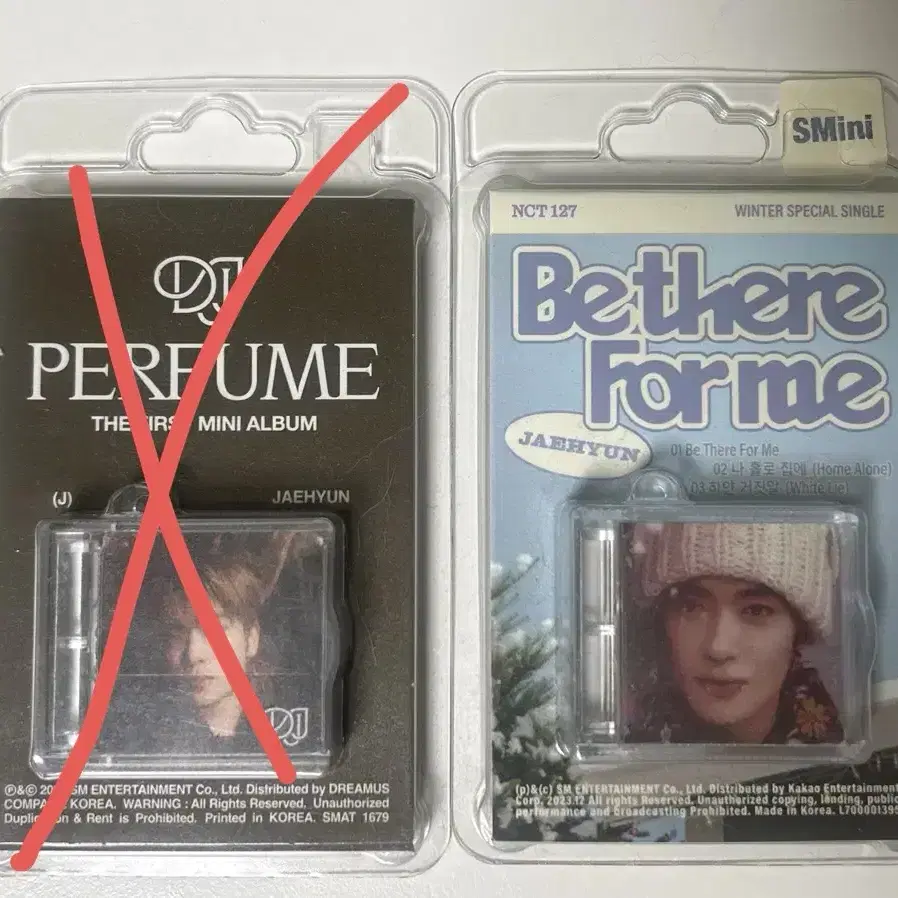 DJ
PERFUME
THE FIRST MINI ALBUM
(J) JAEHYUN
DJ
℗&© 20 SM ENTERTAINMENT Co., Ltd. Distributed by DREAMUS
COMPANY, KOREA. WARNING : All Rights Reserved. Unauthorized
Duplication & Rent is Prohibited. Printed in KOREA. SMAT 1679
SMini
NCT 127 WINTER SPECIAL SINGLE
Be there
For me
JAEHYUN
01 Be There For Me
02 나 홀로 집에 (Home Alone)
03 하얀 거짓말 (White Lie)
(p)&(c) SM ENTERTAINMENT Co., Ltd. Distributed by Kakao Entertainment
Corp. 2023.12 All rights Reserved. Unauthorized copying, lending, public
performance and broadcasting Prohibited. Made in Korea. L70000139